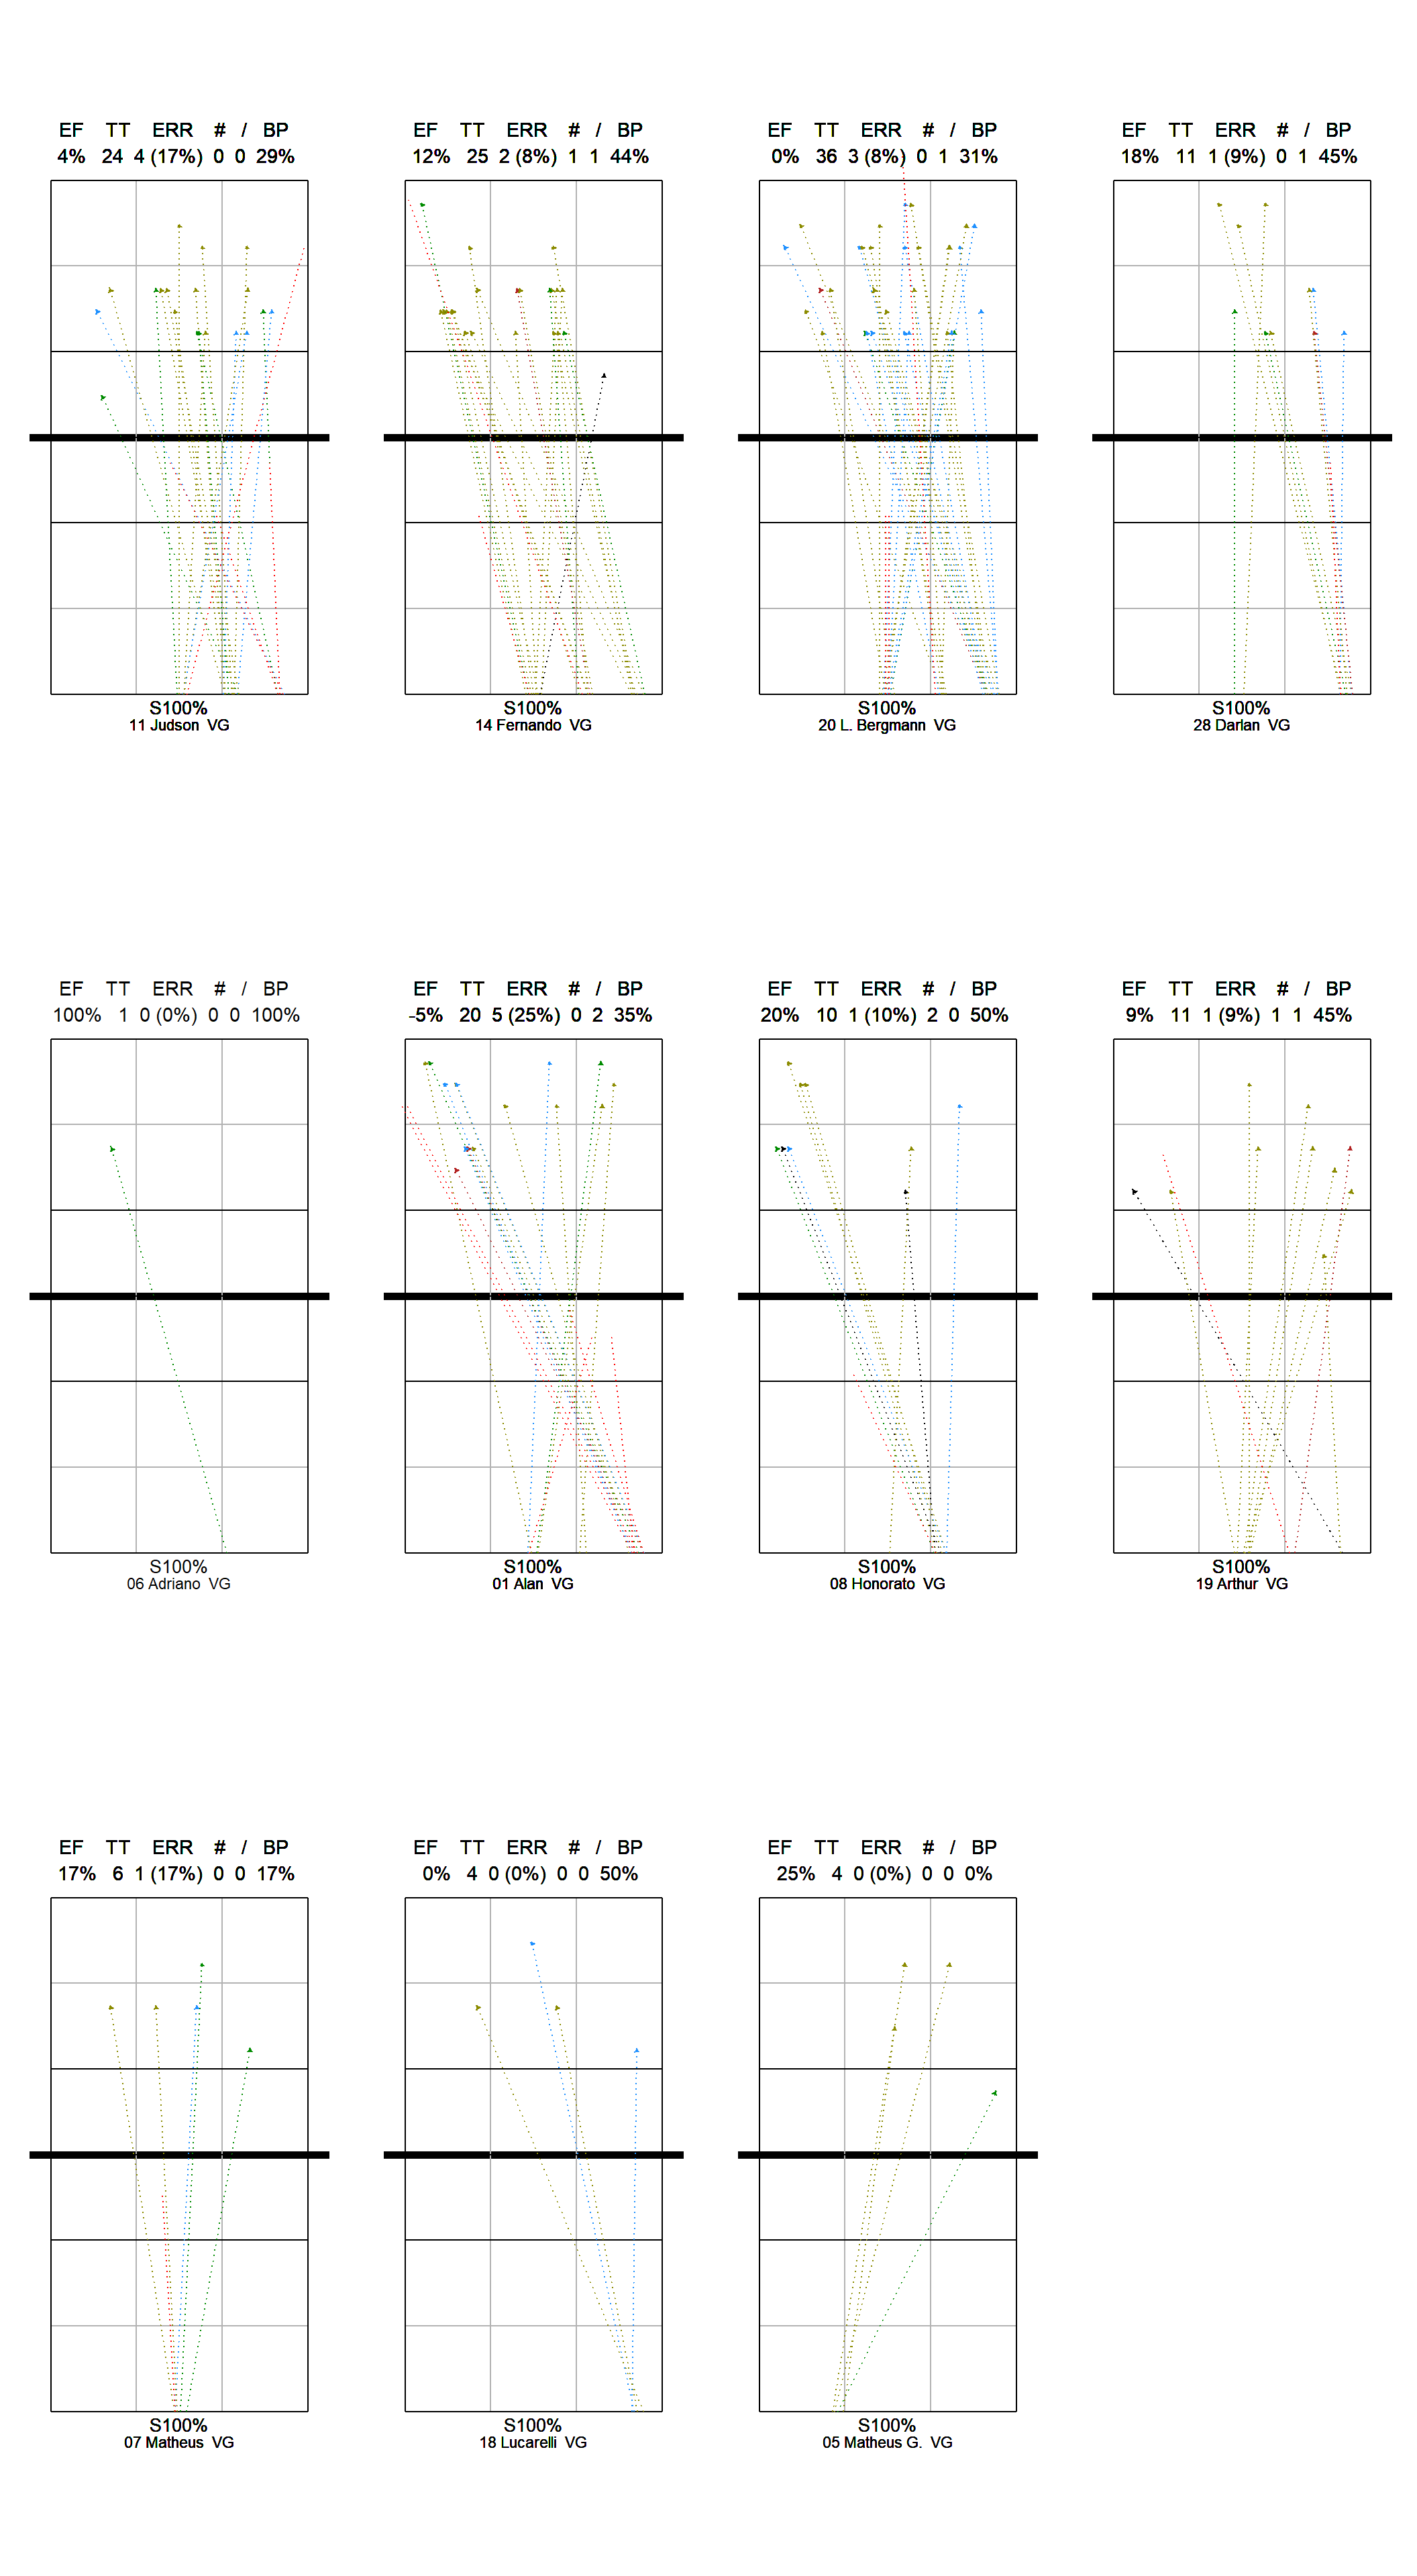 EF TT ERR # / BP
4% 24 4 (17%) 0 0 29%
S100%
11 Judson VG
EF TT ERR # / BP
12% 25 2 (8%) 1 1 44%
S100%
14 Fernando VG
EF TT ERR # / BP
0% 36 3 (8%) 0 1 31%
S100%
20 L. Bergmann VG
EF TT ERR # / BP
18% 11 1 (9%) 0 1 45%
S100%
28 Darlan VG
EF TT ERR # / BP
100% 1 0 (0%) 0 0 100%
S100%
06 Adriano VG
EF TT ERR # / BP
-5% 20 5 (25%) 0 2 35%
S100%
01 Alan VG
EF TT ERR # / BP
20% 10 1 (10%) 2 0 50%
S100%
08 Honorato VG
EF TT ERR # / BP
9% 11 1 (9%) 1 1 45%
S100%
19 Arthur VG
EF TT ERR # / BP
17% 6 1 (17%) 0 0 17%
S100%
07 Matheus VG
EF TT ERR # / BP
0% 4 0 (0%) 0 0 50%
S100%
18 Lucarelli VG
EF TT ERR # / BP
25% 4 0 (0%) 0 0 0%
S100%
05 Matheus G. VG